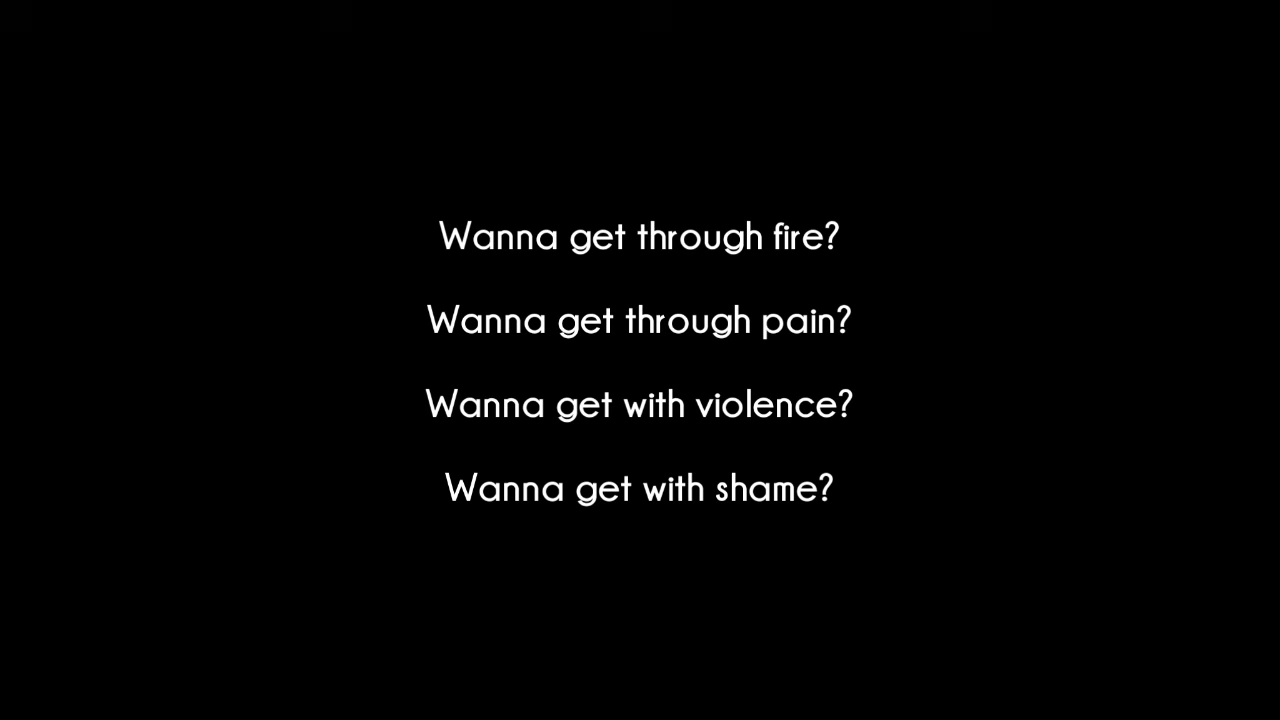 Wanna get through fire?
Wanna get through pain?
Wanna get with violence?
Wanna get with shame?